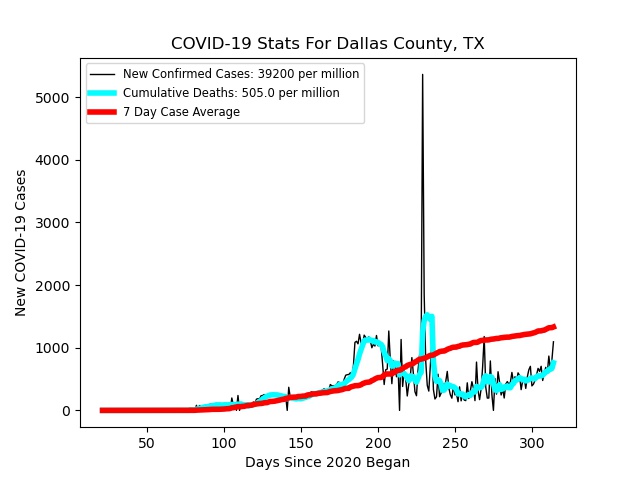 COVID-19 Stats For Dallas County, TX
New Confirmed Cases: 39200 per million
Cumulative Deaths: 505.0 per million
7 Day Case Average
New COVID-19 Cases
5000
4000
3000
2000
1000
0
50 100 150 200 250 300
Days Since 2020 Began